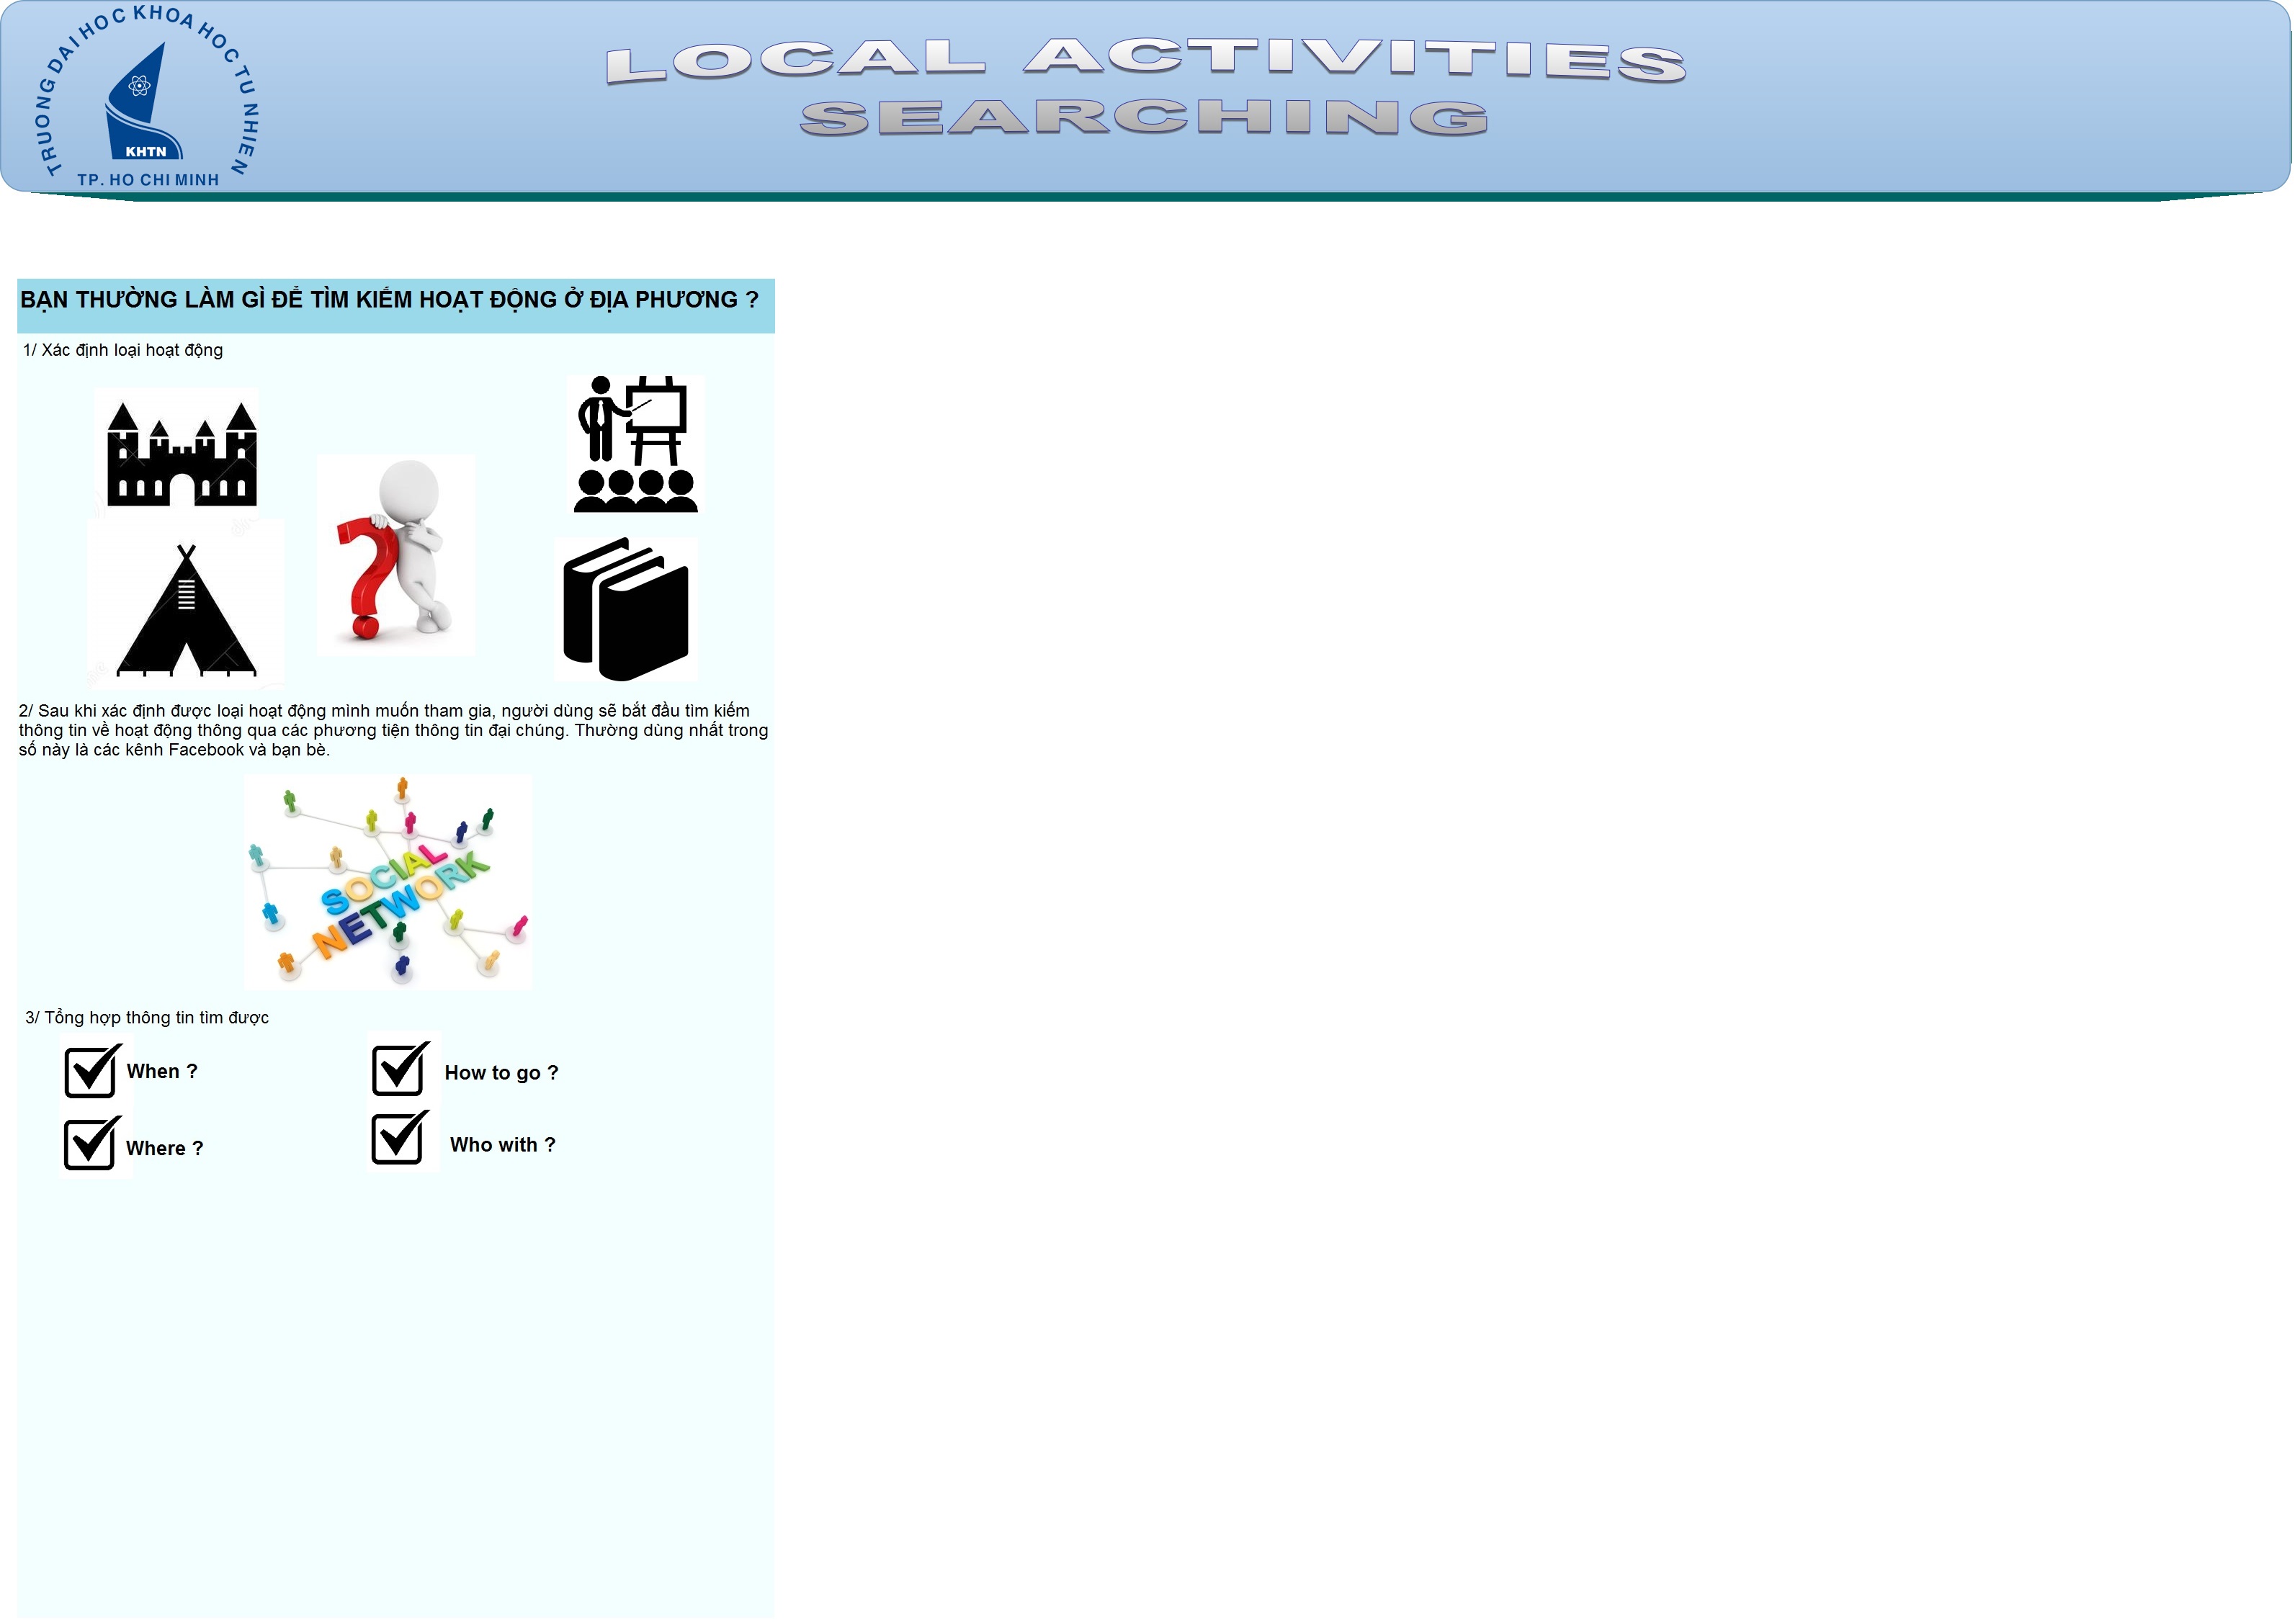 TRUONG DAI HOC KHOA HOC TU NHIEN
KHTN
TP. HO CHI MINH
LOCAL ACTIVITIES
SEARCHING
BẠN THƯỜNG LÀM GÌ ĐỂ TÌM KIẾM HOẠT ĐỘNG Ở ĐỊA PHƯƠNG ?
1/ Xác định loại hoạt động
2/ Sau khi xác định được loại hoạt động mình muốn tham gia, người dùng sẽ bắt đầu tìm kiếm
thông tin về hoạt động thông qua các phương tiện thông tin đại chúng. Thường dùng nhất trong
số này là các kênh Facebook và bạn bè.
SOCIAL
NETWORK
3/ Tổng hợp thông tin tìm được
When ?
How to go ?
Where ?
Who with ?